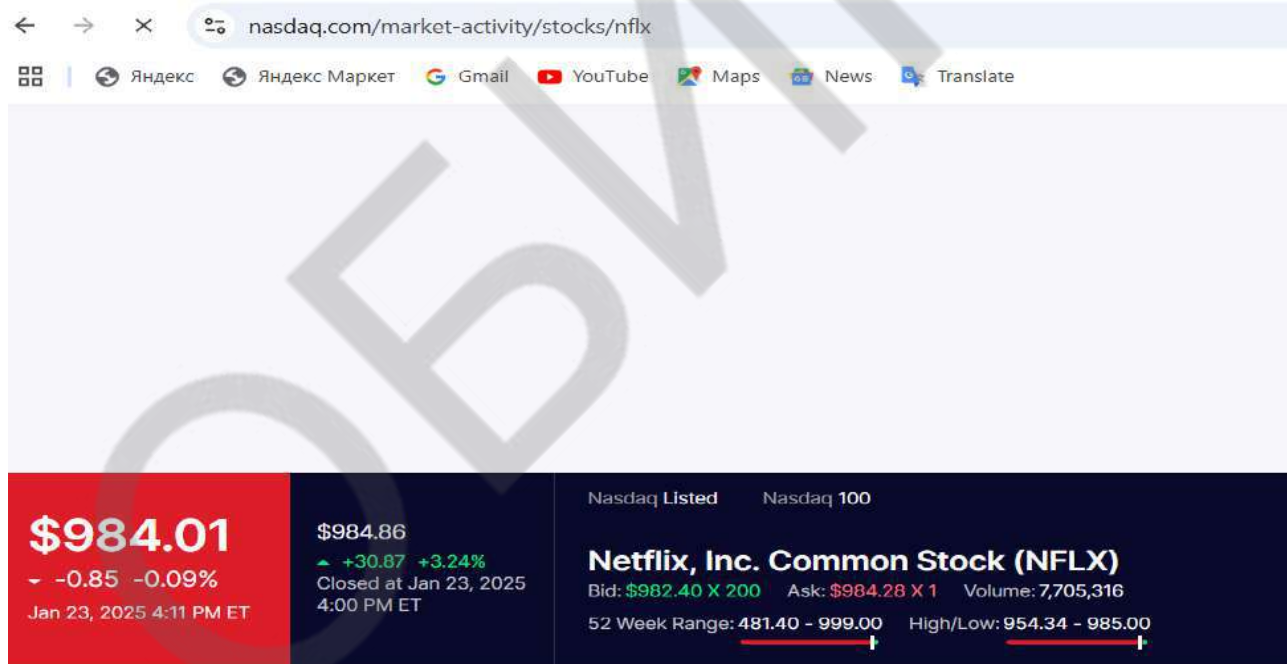 nasdaq.com/market-activity/stocks/nflx
Яндекс Яндекс Маркет Gmail YouTube Maps News Translate
$984.01
-0.85 -0.09%
Jan 23, 2025 4:11 PM ET
$984.86
+30.87 +3.24%
Closed at Jan 23, 2025
4:00 PM ET
Nasdaq Listed Nasdaq 100
Netflix, Inc. Common Stock (NFLX)
Bid: $982.40 X 200 Ask: $984.28 X 1 Volume: 7,705,316
52 Week Range: 481.40 - 999.00 High/Low: 954.34 - 985.00